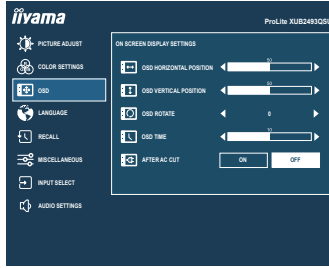 iiyama
ProLite XUB2493QSU
PICTURE ADJUST
COLOR SETTINGS
OSD
LANGUAGE
RECALL
MISCELLANEOUS
INPUT SELECT
AUDIO SETTINGS
ON SCREEN DISPLAY SETTINGS
OSD HORIZONTAL POSITION 50
OSD VERTICAL POSITION 50
OSD ROTATE 0
OSD TIME 10
AFTER AC CUT ON OFF